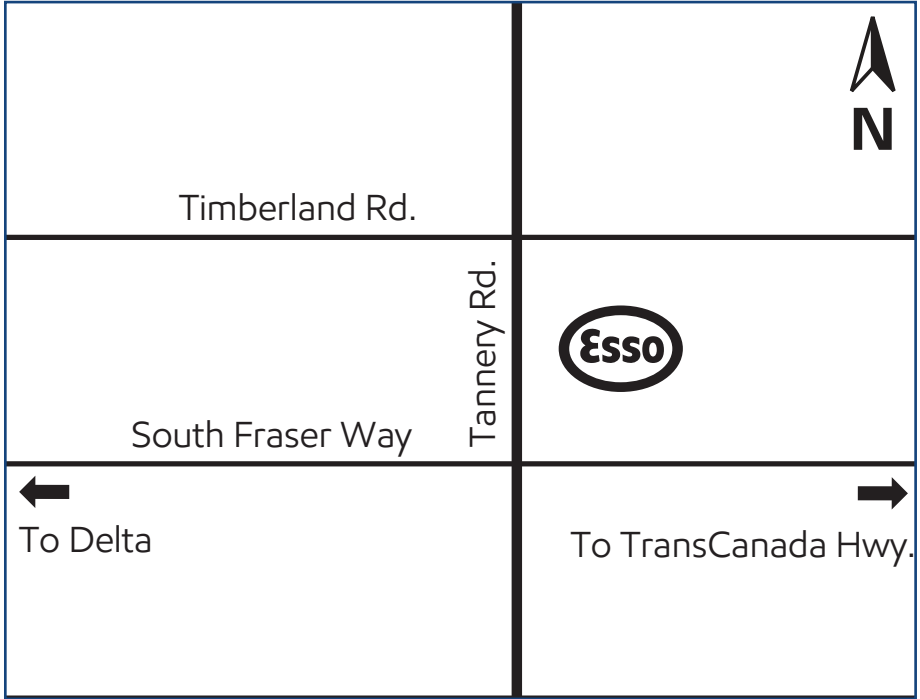 N
Timberland Rd.
Tannery Rd.
Esso
South Fraser Way
To Delta
To TransCanada Hwy.